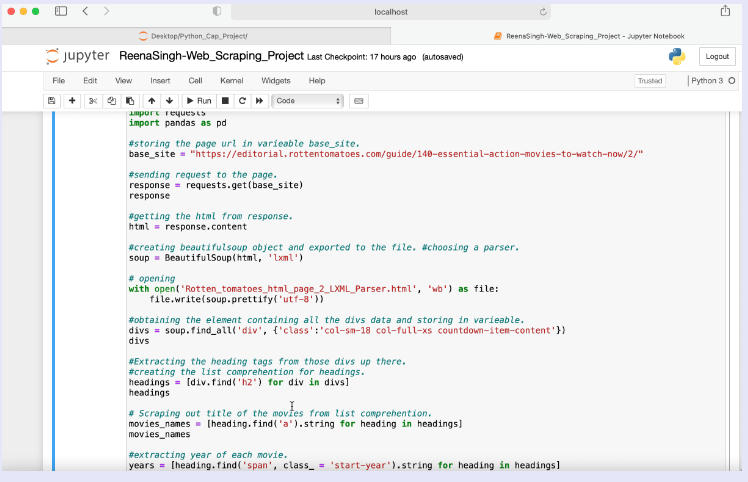 localhost
Desktop/Python_Cap_Project/
ReenaSingh-Web_Scraping_Project - Jupyter Notebook
jupyter ReenaSingh-Web_Scraping_Project Last Checkpoint: 17 hours ago (autosaved)
Logout
File Edit View Insert Cell Kernel Widgets Help
Trusted
Python 3
Run
Code
import requests
import pandas as pd
#storing the page url in varieable base_site.
base_site = "https://editorial.rottentomatoes.com/guide/140-essential-action-movies-to-watch-now/2/"
#sending request to the page.
response = requests.get(base_site)
response
#getting the html from response.
html = response.content
#creating beautifulsoup object and exported to the file. #choosing a parser.
soup = BeautifulSoup(html, 'lxml')
# opening
with open('Rotten_tomatoes_html_page_2_LXML_Parser.html', 'wb') as file:
    file.write(soup.prettify('utf-8'))
#obtaining the element containing all the divs data and storing in varieable.
divs = soup.find_all('div', {'class':'col-sm-18 col-full-xs countdown-item-content'})
divs
#Extracting the heading tags from those divs up there.
#creating the list comprehention for headings.
headings = [div.find('h2') for div in divs]
headings
# Scraping out title of the movies from list comprehention.
movies_names = [heading.find('a').string for heading in headings]
movies_names
#extracting year of each movie.
years = [heading.find('span', class_ = 'start-year').string for heading in headings]